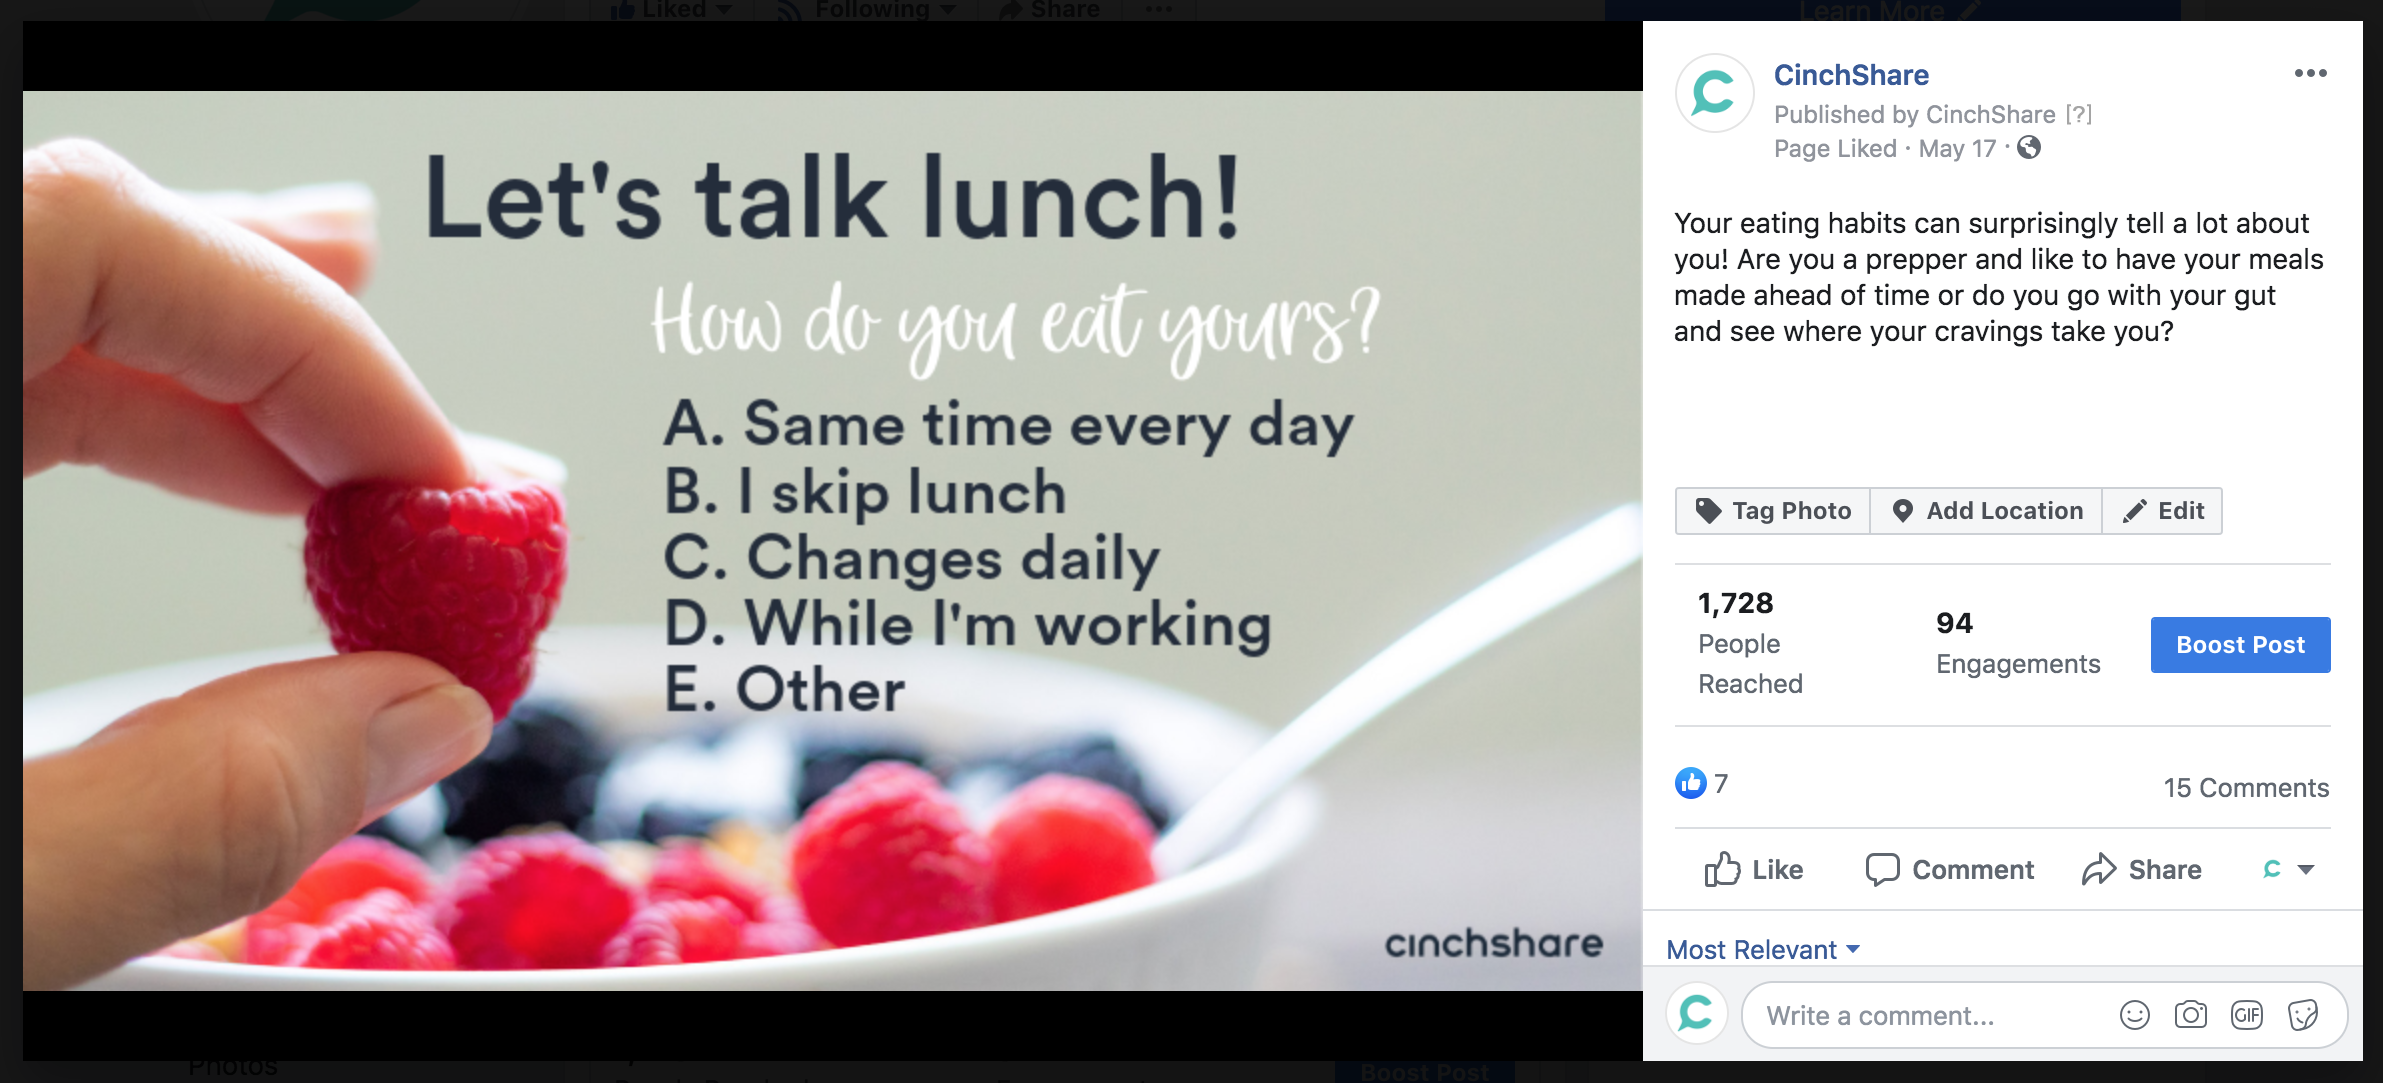 Liked
Following
Share
Learn More
Let's talk lunch!
How do you eat yours?
A. Same time every day
B. I skip lunch
C. Changes daily
D. While I'm working
E. Other
cinchshare
CinchShare
Published by CinchShare [?]
Page Liked · May 17 ·
Your eating habits can surprisingly tell a lot about
you! Are you a prepper and like to have your meals
made ahead of time or do you go with your gut
and see where your cravings take you?
Tag Photo
Add Location
Edit
1,728
People
Reached
94
Engagements
Boost Post
7
15 Comments
Like
Comment
Share
Most Relevant
Write a comment...
GIF
Photos
Boost Post